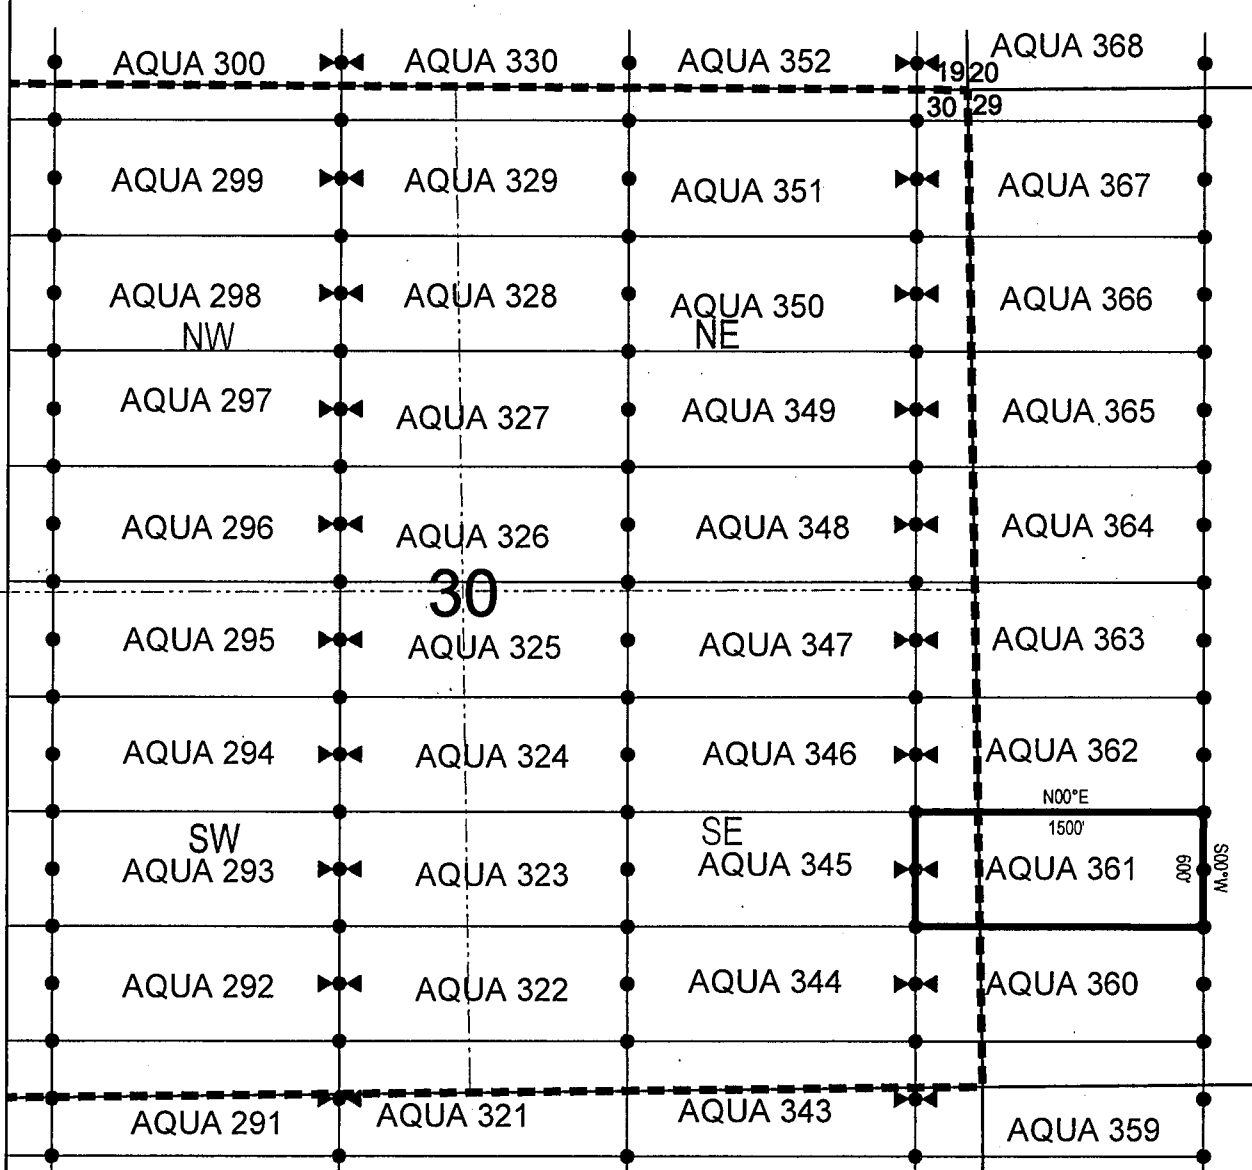 AQUA 300 AQUA 330 AQUA 352 AQUA 368
19 20
30 29
AQUA 299 AQUA 329 AQUA 351 AQUA 367
AQUA 298 AQUA 328 AQUA 350 AQUA 366
NW NE
AQUA 297 AQUA 327 AQUA 349 AQUA 365
AQUA 296 AQUA 326 AQUA 348 AQUA 364
30
AQUA 295 AQUA 325 AQUA 347 AQUA 363
AQUA 294 AQUA 324 AQUA 346 AQUA 362
N00°E
1500'
SW SE
AQUA 293 AQUA 323 AQUA 345 AQUA 361
600'
S00°W
AQUA 292 AQUA 322 AQUA 344 AQUA 360
AQUA 291 AQUA 321 AQUA 343 AQUA 359